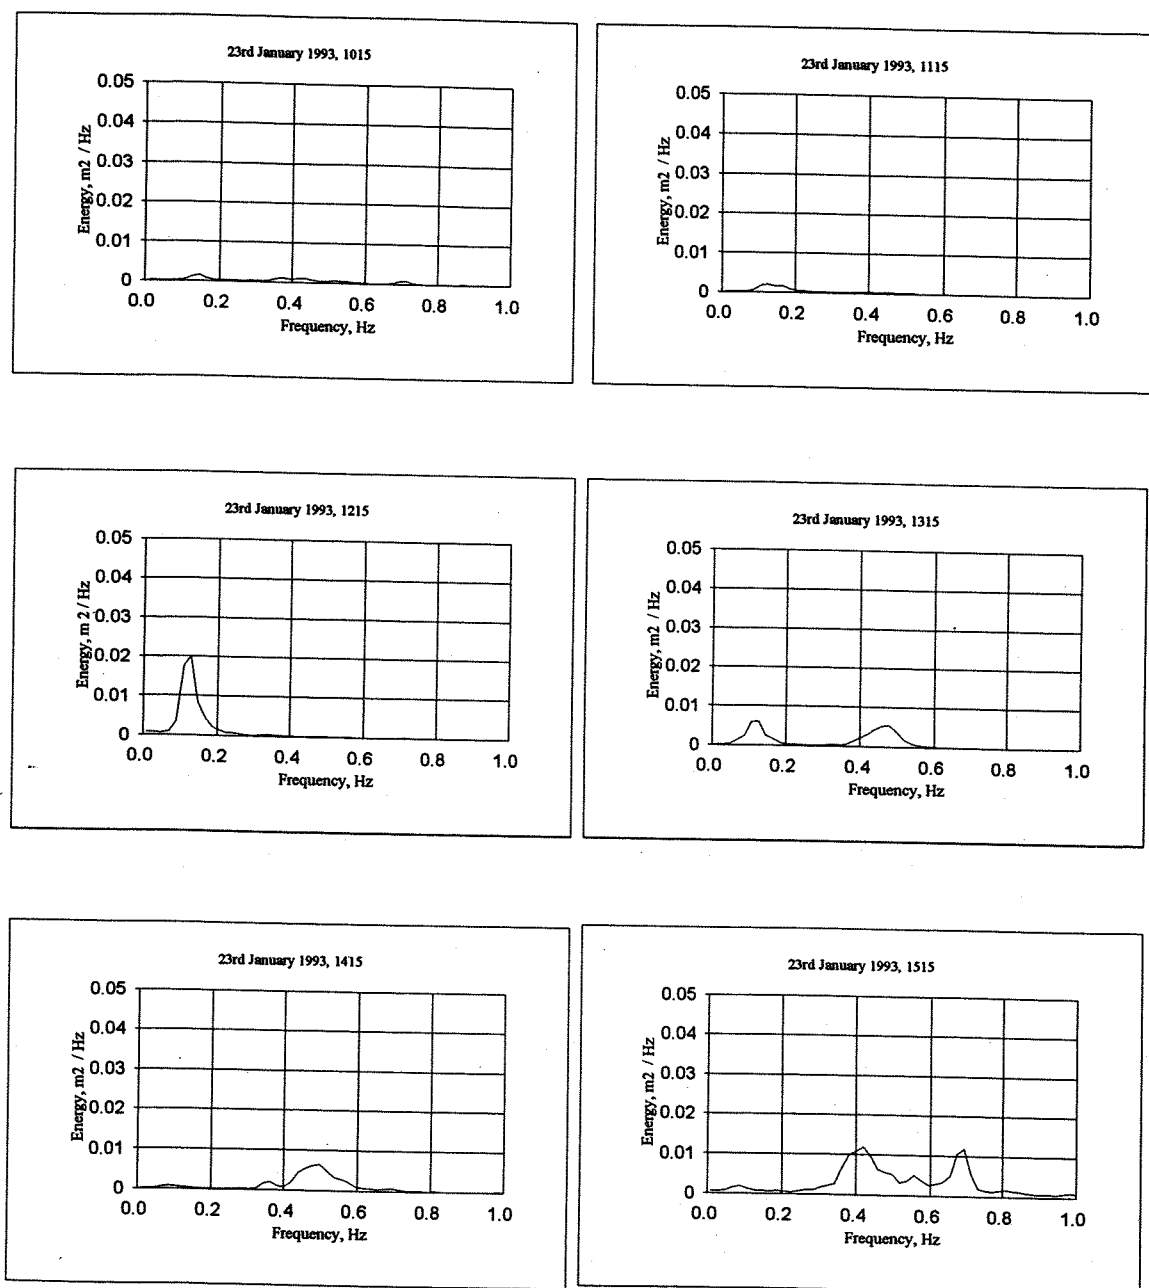 23rd January 1993, 1015
Energy, m2 / Hz
0.05
0.04
0.03
0.02
0.01
0
0.0 0.2 0.4 0.6 0.8 1.0
Frequency, Hz
23rd January 1993, 1115
Energy, m2 / Hz
0.05
0.04
0.03
0.02
0.01
0
0.0 0.2 0.4 0.6 0.8 1.0
Frequency, Hz
23rd January 1993, 1215
Energy, m 2 / Hz
0.05
0.04
0.03
0.02
0.01
0
0.0 0.2 0.4 0.6 0.8 1.0
Frequency, Hz
23rd January 1993, 1315
Energy, m2 / Hz
0.05
0.04
0.03
0.02
0.01
0
0.0 0.2 0.4 0.6 0.8 1.0
Frequency, Hz
23rd January 1993, 1415
Energy, m2 / Hz
0.05
0.04
0.03
0.02
0.01
0
0.0 0.2 0.4 0.6 0.8 1.0
Frequency, Hz
23rd January 1993, 1515
Energy, m2 / Hz
0.05
0.04
0.03
0.02
0.01
0
0.0 0.2 0.4 0.6 0.8 1.0
Frequency, Hz